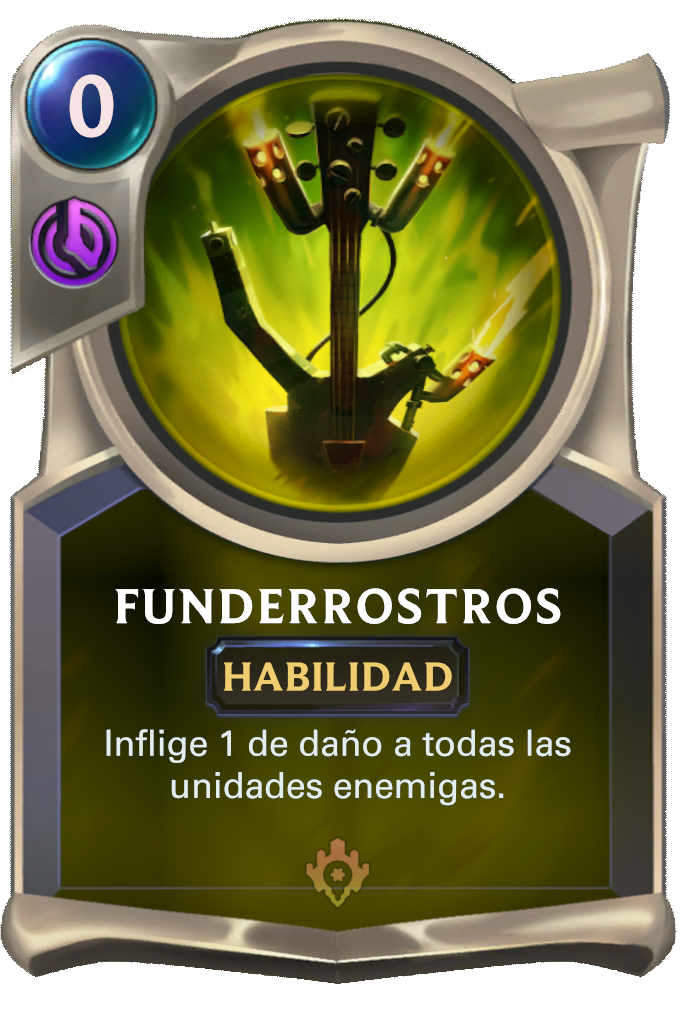 0
FUNDERROSTROS
HABILIDAD
Inflige 1 de daño a todas las
unidades enemigas.